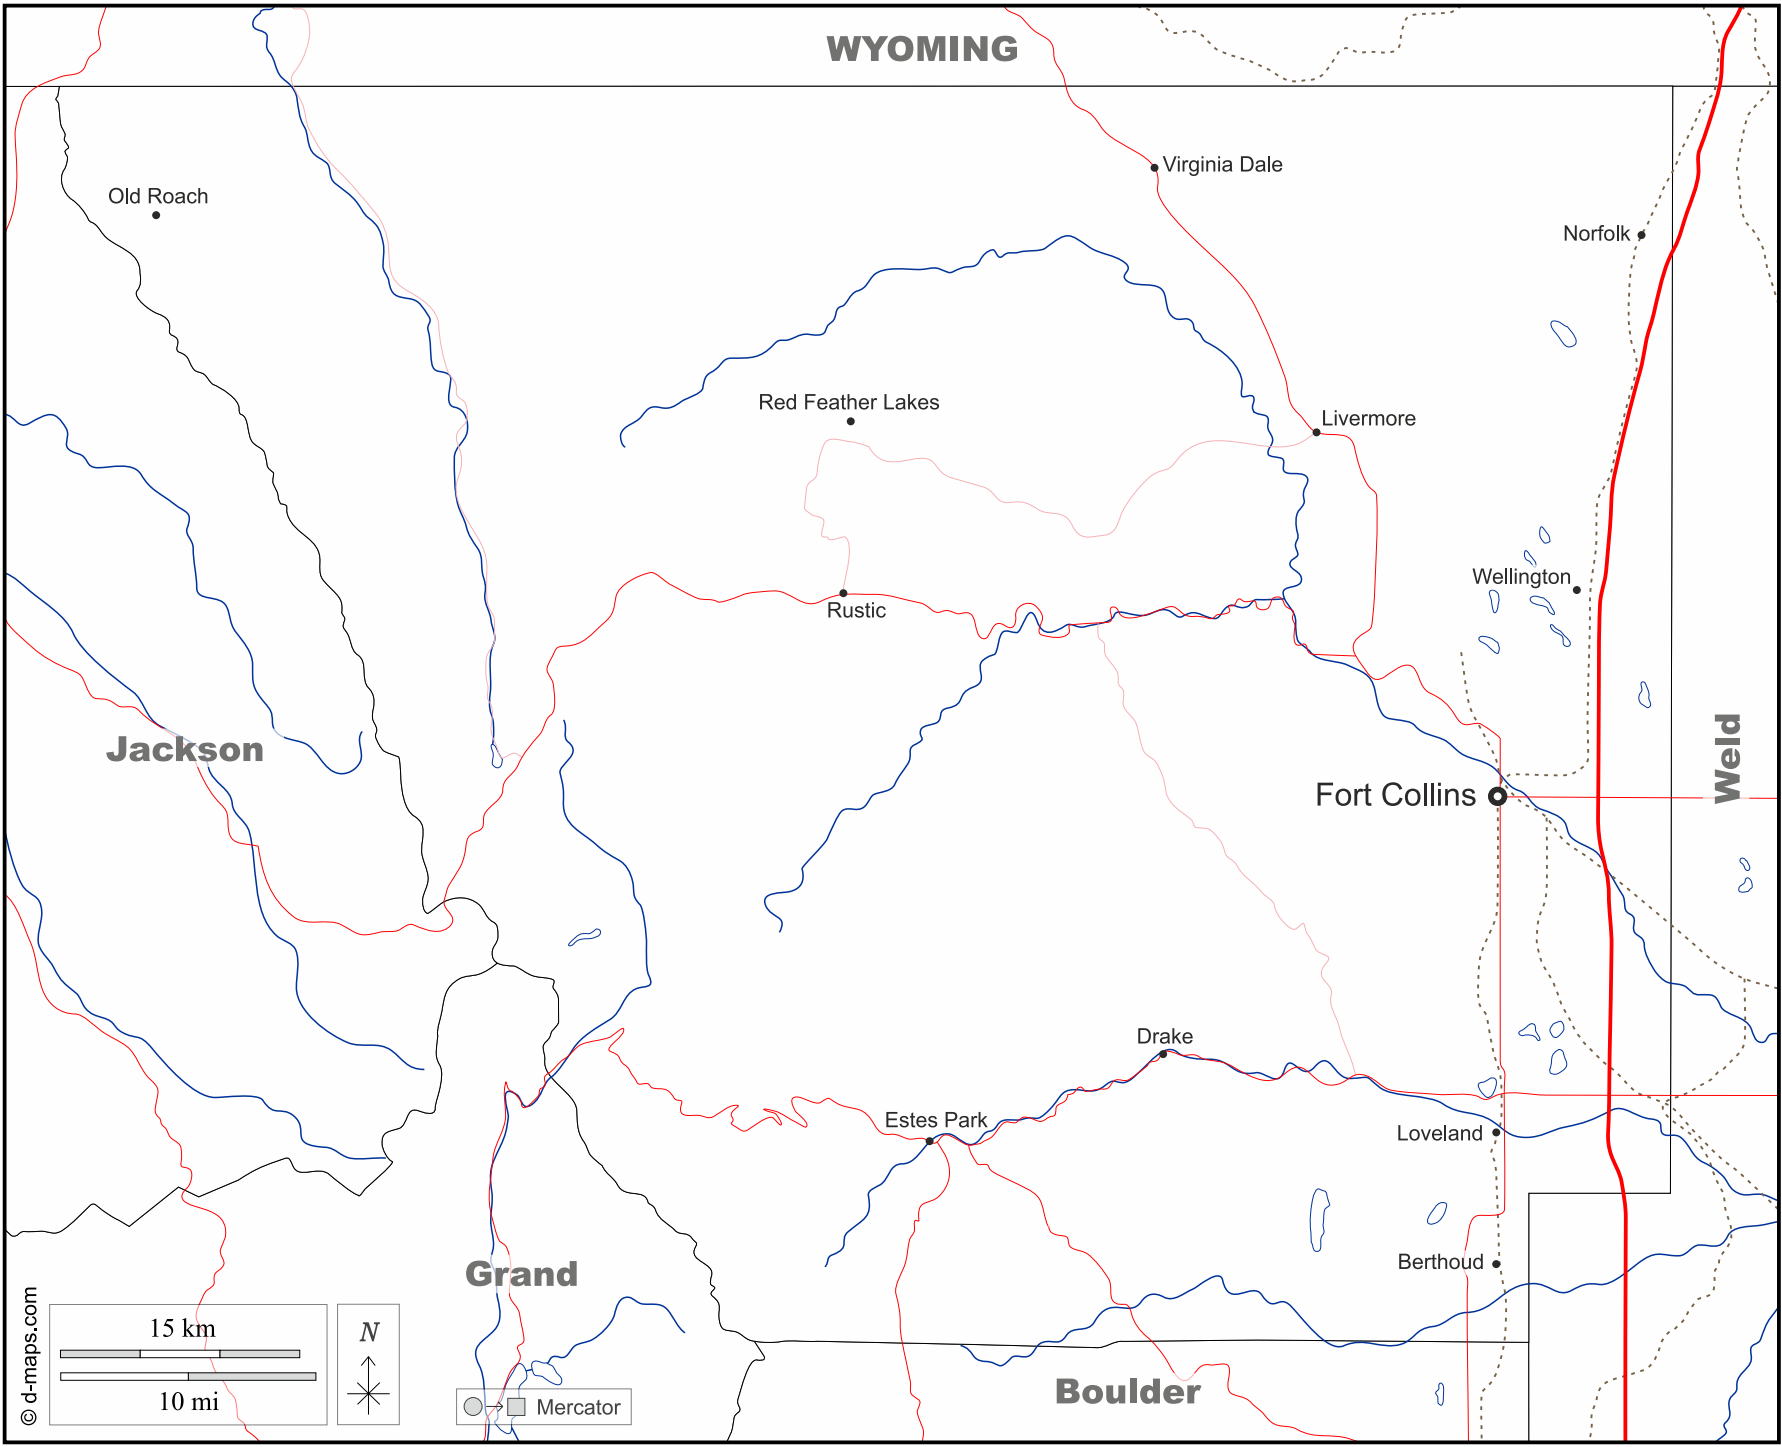 WYOMING
Virginia Dale
Old Roach
Norfolk
Red Feather Lakes
Livermore
Wellington
Rustic
Jackson
Weld
Fort Collins
Drake
Estes Park
Loveland
Grand
Berthoud
© d-maps.com
15 km
10 mi
N
Mercator
Boulder